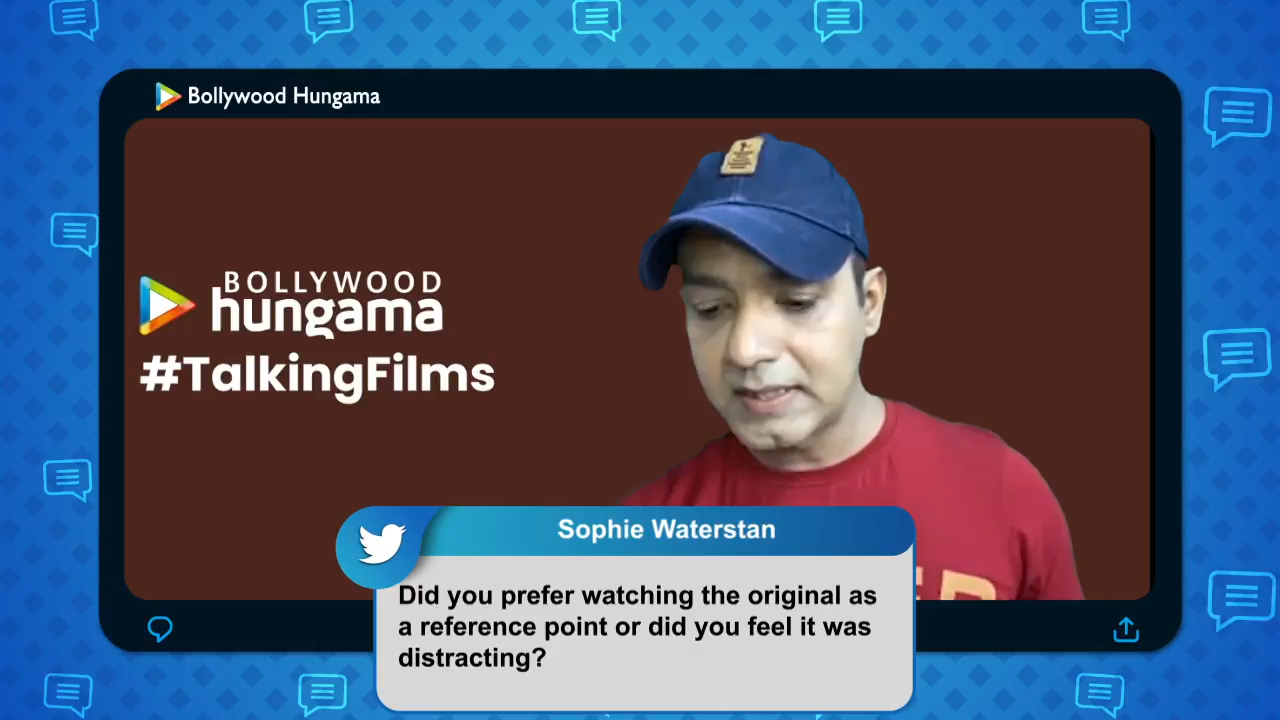 Bollywood Hungama
BOLLYWOOD
hungama
#TalkingFilms
Sophie Waterstan
Did you prefer watching the original as
a reference point or did you feel it was
distracting?